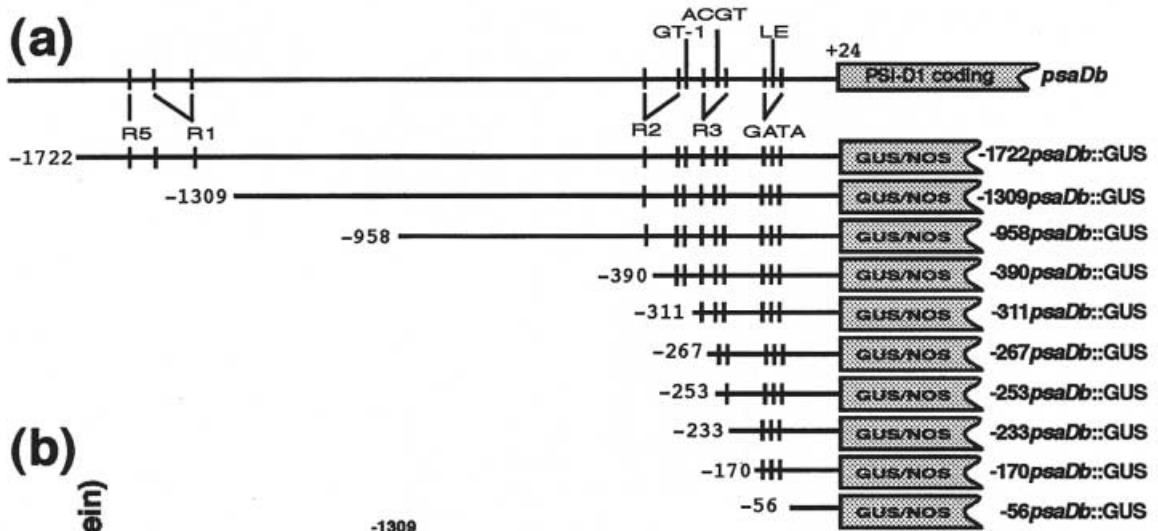 (a)
ACGT
GT-1 LE
+24
PSI-D1 coding psaDb
R5 R1 R2 R3 GATA
-1722 GUS/NOS -1722psaDb::GUS
-1309 GUS/NOS -1309psaDb::GUS
-958 GUS/NOS -958psaDb::GUS
-390 GUS/NOS -390psaDb::GUS
-311 GUS/NOS -311psaDb::GUS
-267 GUS/NOS -267psaDb::GUS
-253 GUS/NOS -253psaDb::GUS
-233 GUS/NOS -233psaDb::GUS
-170 GUS/NOS -170psaDb::GUS
-56 GUS/NOS -56psaDb::GUS
(b)
ein)
-1309